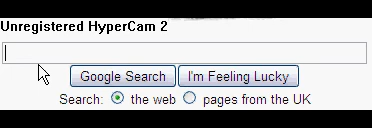 Unregistered HyperCam 2
Google Search I'm Feeling Lucky
Search: the web pages from the UK